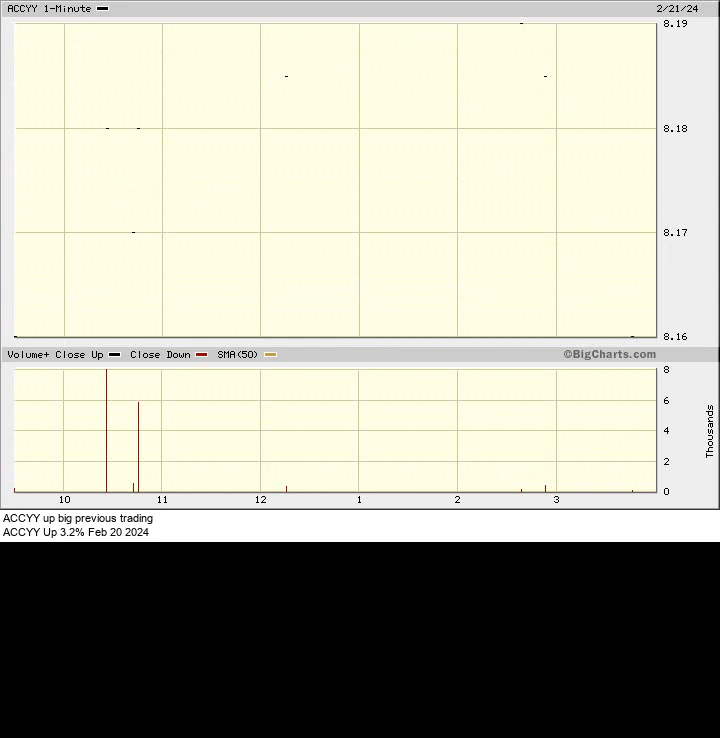 ACCYY 1-Minute 2/21/24
8.19
8.18
8.17
8.16
Volume+ Close Up Close Down SMA(50) ©BigCharts.com
8
6
4
2
0
Thousands
10 11 12 1 2 3
ACCYY up big previous trading
ACCYY Up 3.2% Feb 20 2024